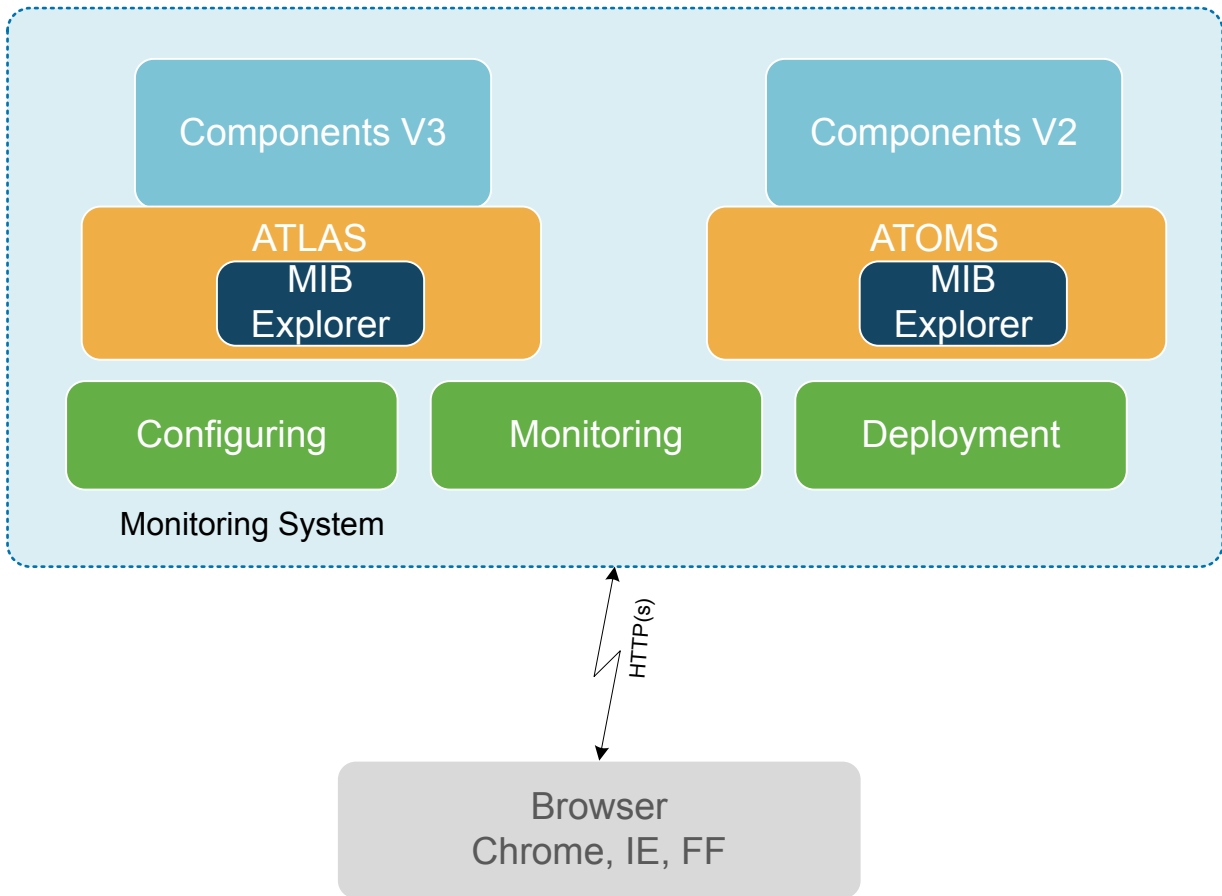 Components V3
Components V2
ATLAS
MIB
Explorer
ATOMS
MIB
Explorer
Configuring
Monitoring
Deployment
Monitoring System
HTTP(s)
Browser
Chrome, IE, FF